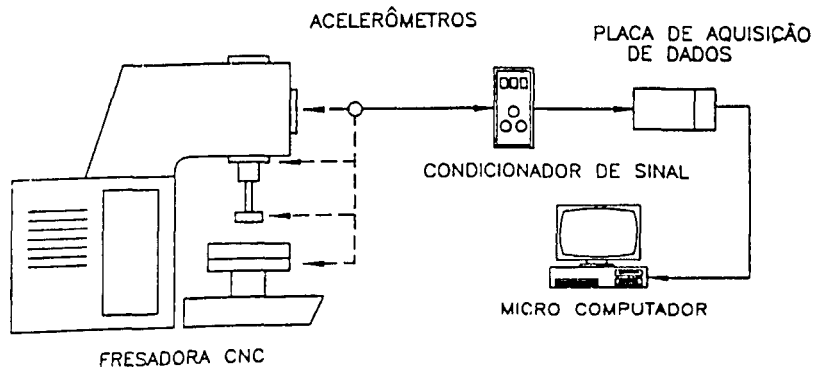 ACELERÔMETROS
PLACA DE AQUISIÇÃO
DE DADOS
CONDICIONADOR DE SINAL
MICRO COMPUTADOR
FRESADORA CNC